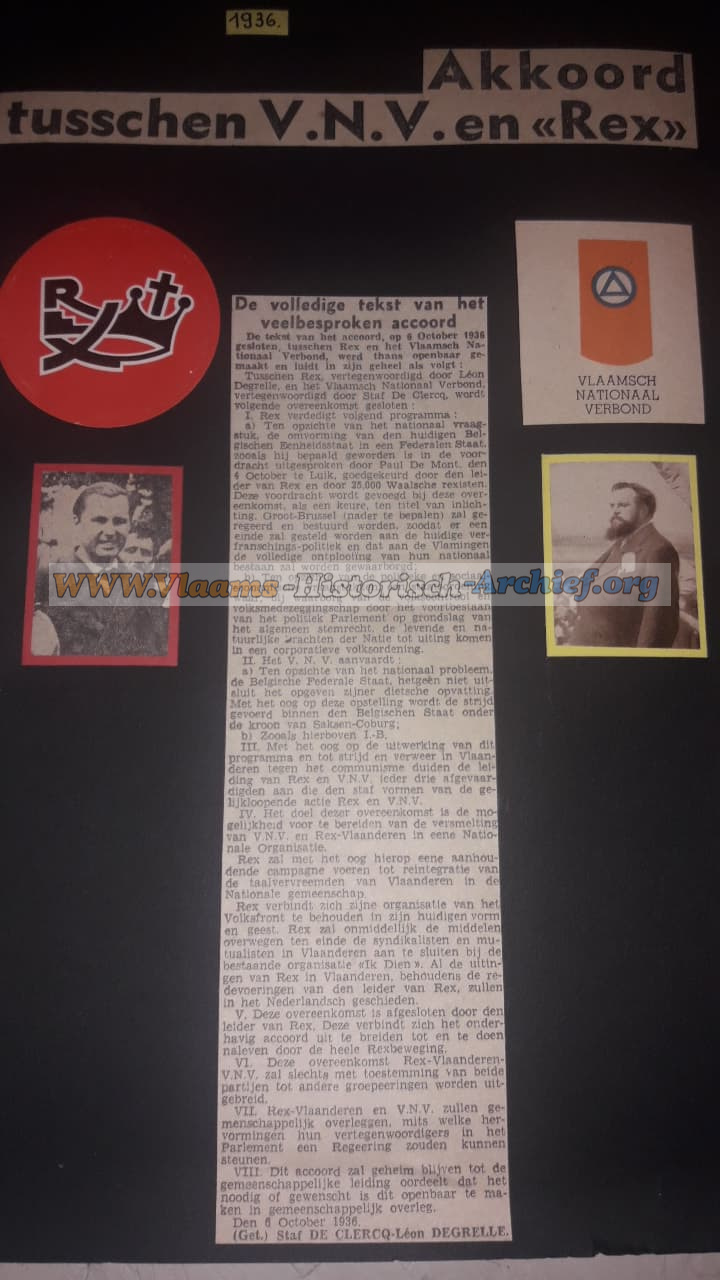 1936.
Akkoord
tusschen V.N.V. en «Rex»
REX
VLAAMSCH
NATIONAAL
VERBOND
De volledige tekst van het
veelbesproken accoord
De tekst van het accoord, op 6 October 1936
gesloten, tusschen Rex en het Vlaamsch Na-
tionaal Verbond, werd thans openbaar ge-
maakt en luidt in zijn geheel als volgt :
Tusschen Rex, vertegenwoordigd door Léon
Degrelle, en het Vlaamsch Nationaal Verbond,
vertegenwoordigd door Staf De Clercq, wordt
volgende overeenkomst gesloten :
I. Rex verdedigt volgend programma :
a) Ten opzichte van het nationaal vraag-
stuk, de omvorming van den huidigen Bel-
gischen Eenheidsstaat in een Federalen Staat,
zooals hij bepaald geworden is in de voor-
dracht uitgesproken door Paul De Mont, den
4 October te Luik, goedgekeurd door den lei-
der van Rex en door 25,000 Waalsche rexisten.
Deze voordracht wordt gevoegd bij deze over-
eenkomst, als een keure, ten titel van inlich-
ting. Groot-Brussel (nader te bepalen) zal ge-
regeerd en bestuurd worden, zoodat er een
einde zal gesteld worden aan de huidige ver-
franschings-politiek en dat aan de Vlamingen
de volledige ontplooiing van hun nationaal
bestaan zal worden gewaarborgd;
www.Vlaams-Historisch-Archief.org
volksmedezeggingschap door het voortbestaan
van het politiek Parlement op grondslag van
het algemeen stemrecht, de levende en na-
tuurlijke krachten der Natie tot uiting komen
in een corporatieve volksordening.
II. Het V. N. V. aanvaardt :
a) Ten opzichte van het nationaal probleem,
de Belgische Federale Staat, hetgeen niet uit-
sluit het opgeven zijner dietsche opvatting.
Met het oog op deze opstelling wordt de strijd
gevoerd binnen den Belgischen Staat onder
de kroon van Saksen-Coburg;
b) Zooals hierboven I.-B,
III. Met het oog op de uitwerking van dit
programma en tot strijd en verweer in Vlaan-
deren tegen het communisme duiden de lei-
ding van Rex en V.N.V. ieder drie afgevaar-
digden aan die den staf vormen van de ge-
lijkloopende actie Rex en V.N.V.
IV. Het doel dezer overeenkomst is de mo-
gelijkheid voor te bereiden van de versmelting
van V.N.V. en Rex-Vlaanderen in eene Natio-
nale Organisatie.
Rex zal met het oog hierop eene aanhou-
dende campagne voeren tot reintegratie van
de taalvervreemden van Vlaanderen in de
Nationale gemeenschap.
Rex verbindt zich zijne organisatie van het
Volksfront te behouden in zijn huidigen vorm
en geest. Rex zal onmiddellijk de middelen
overwegen ten einde de syndikalisten en mu-
tualisten in Vlaanderen aan te sluiten bij de
bestaande organisatie «Ik Dien». Al de uitin-
gen van Rex in Vlaanderen, behoudens de re-
devoeringen van den leider van Rex, zullen
in het Nederlandsch geschieden.
V. Deze overeenkomst is afgesloten door den
leider van Rex. Deze verbindt zich het onder-
havig accoord uit te breiden tot en te doen
naleven door de heele Rexbeweging.
VI. Deze overeenkomst Rex-Vlaanderen-
V.N.V. zal slechts met toestemming van beide
partijen tot andere groepeeringen worden uit-
gebreid.
VII. Rex-Vlaanderen en V.N.V. zullen ge-
menschappelijk overleggen, mits welke her-
vormingen hun vertegenwoordigers in het
Parlement een Regeering zouden kunnen
steunen.
VIII. Dit accoord zal geheim blijven tot de
gemeenschappelijke leiding oordeelt dat het
noodig of gewenscht is dit openbaar te ma-
ken in gemeenschappelijk overleg.
Den 6 October 1936.
(Get.) Staf DE CLERCQ-Léon DEGRELLE.